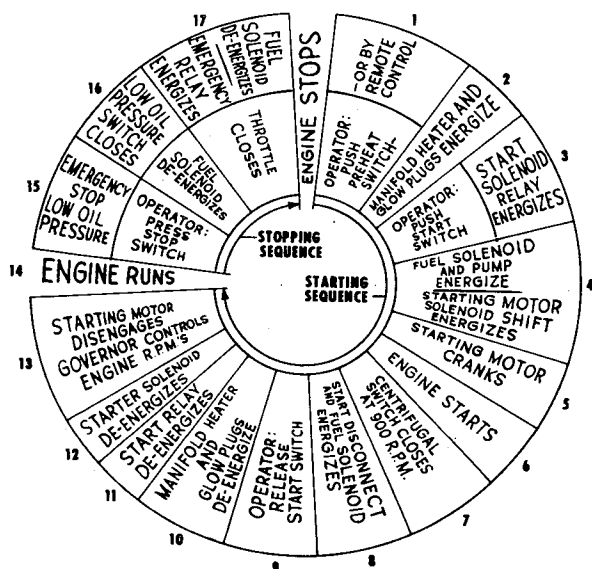 1
–OR BY
REMOTE
CONTROL
OPERATOR:
PUSH
PREHEAT
SWITCH–
2
MANIFOLD HEATER AND
GLOW PLUGS ENERGIZE
3
OPERATOR:
PUSH
START
SWITCH
START
SOLENOID
RELAY
ENERGIZES
4
FUEL SOLENOID
AND PUMP
ENERGIZE
STARTING MOTOR
SOLENOID SHIFT
ENERGIZES
5
STARTING MOTOR
CRANKS
6
ENGINE STARTS
7
CENTRIFUGAL
SWITCH CLOSES
AT 900 R.P.M.
8
START DISCONNECT
AND FUEL SOLENOID
ENERGIZES
9
OPERATOR:
RELEASE
START SWITCH
10
MANIFOLD HEATER
AND
GLOW PLUGS
DE-ENERGIZE
11
START RELAY
DE-ENERGIZES
12
STARTER SOLENOID
DE-ENERGIZES
13
STARTING MOTOR
DISENGAGES
GOVERNOR CONTROLS
ENGINE R.P.M'S
14
ENGINE RUNS
15
EMERGENCY
STOP
LOW OIL
PRESSURE
OPERATOR:
PRESS
STOP
SWITCH
16
LOW OIL
PRESSURE
SWITCH
CLOSES
FUEL
SOLENOID
DE-ENERGIZES
17
EMERGENCY
RELAY
ENERGIZES
FUEL
SOLENOID
DE-ENERGIZES
THROTTLE
CLOSES
ENGINE STOPS
STOPPING
SEQUENCE
STARTING
SEQUENCE